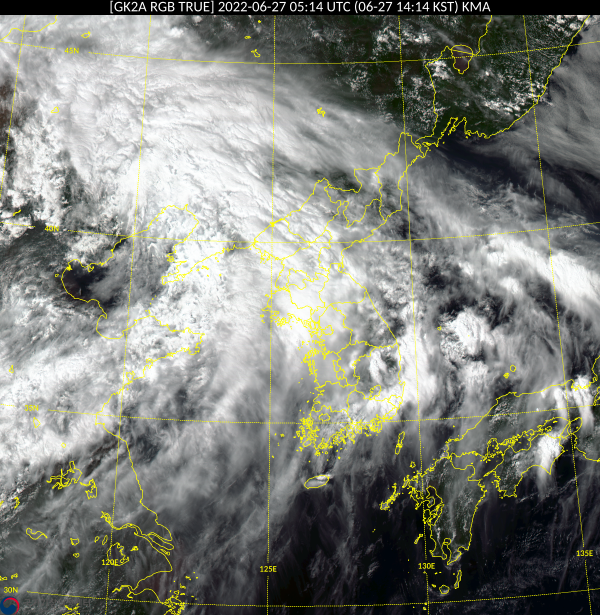 [GK2A RGB TRUE] 2022-06-27 05:14 UTC (06-27 14:14 KST) KMA
45N
40N
135E
125E
130E
120E
30N